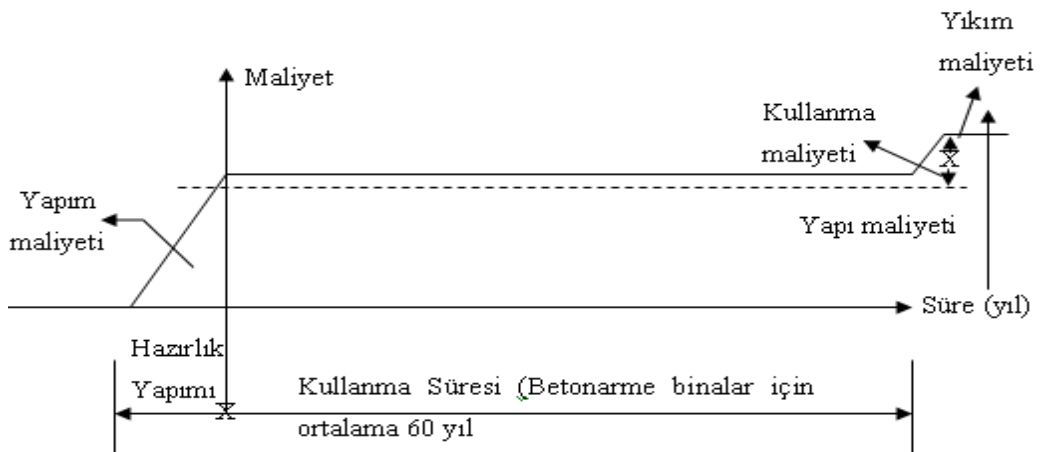 Yıkım
maliyeti
Maliyet
Kullanma
maliyeti
X
Yapım
maliyeti
Yapı maliyeti
Süre (yıl)
Hazırlık
Yapımı
X
Kullanma Süresi (Betonarme binalar için
ortalama 60 yıl